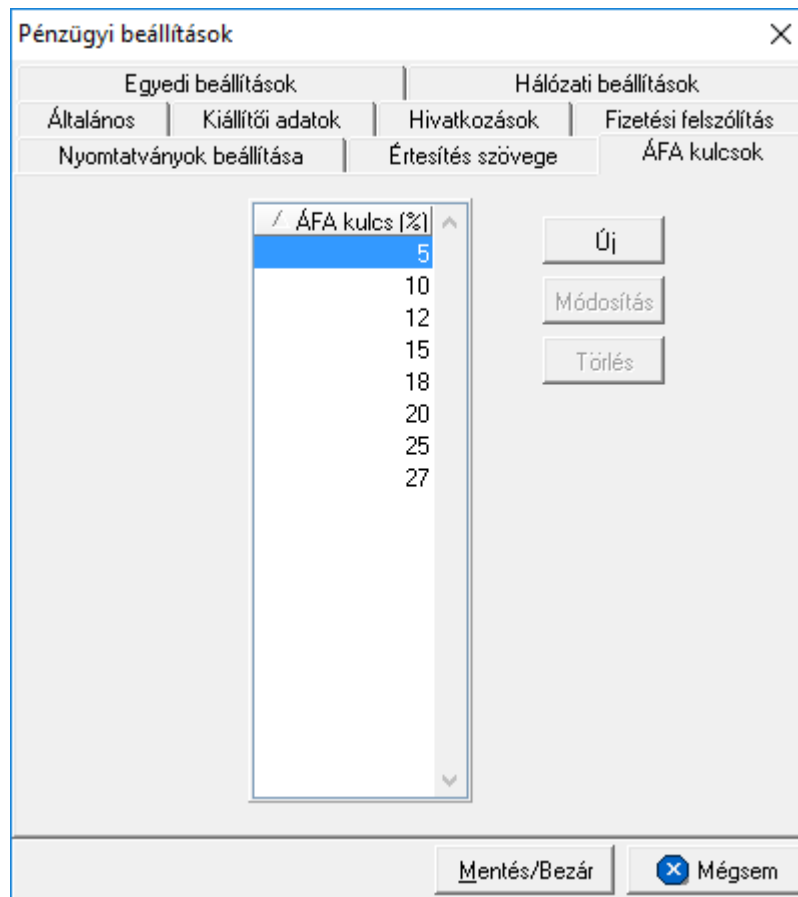 Pénzügyi beállítások
Egyedi beállítások Hálózati beállítások
Általános Kiállítói adatok Hivatkozások Fizetési felszólítás
Nyomtatványok beállítása Értesítés szövege ÁFA kulcsok
ÁFA kulcs (%)
5
Új
10
Módosítás
12
15
Törlés
18
20
25
27
Mentés/Bezár Mégsem